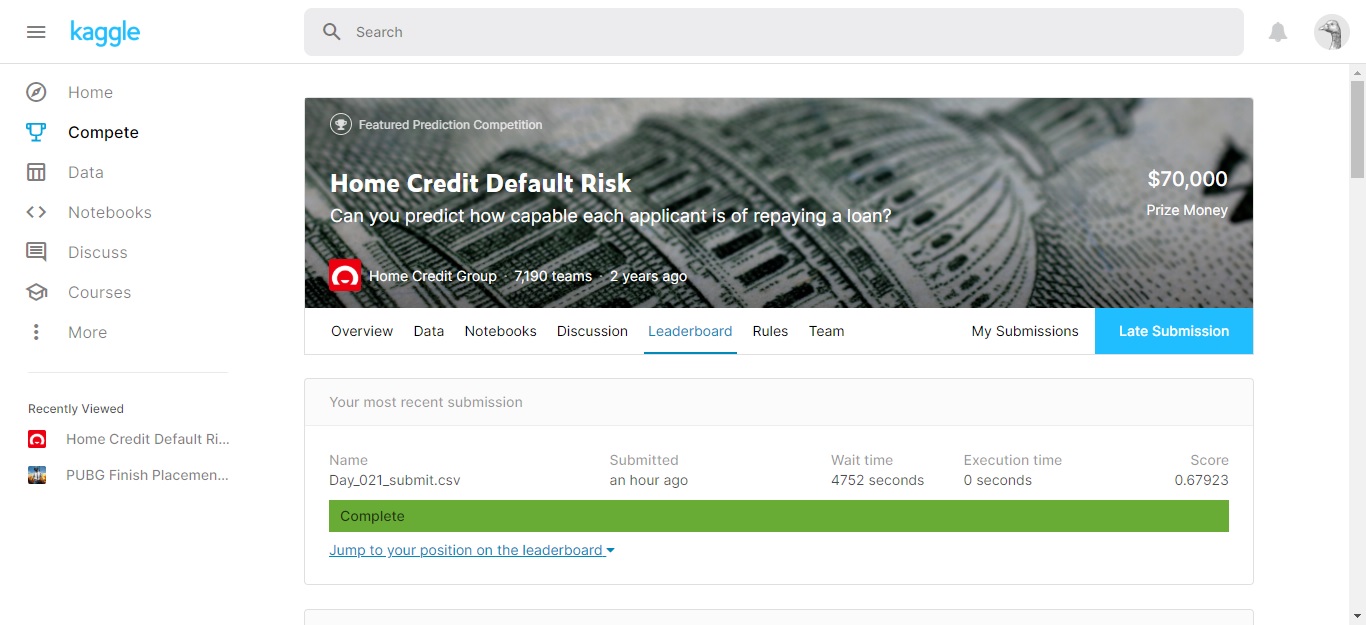 kaggle
Search
Home
Compete
Data
Notebooks
Discuss
Courses
More
Recently Viewed
Home Credit Default Ri...
PUBG Finish Placemen...
Featured Prediction Competition
Home Credit Default Risk
Can you predict how capable each applicant is of repaying a loan?
$70,000
Prize Money
Home Credit Group · 7,190 teams · 2 years ago
Overview Data Notebooks Discussion Leaderboard Rules Team My Submissions Late Submission
Your most recent submission
Name Submitted Wait time Execution time Score
Day_021_submit.csv an hour ago 4752 seconds 0 seconds 0.67923
Complete
Jump to your position on the leaderboard